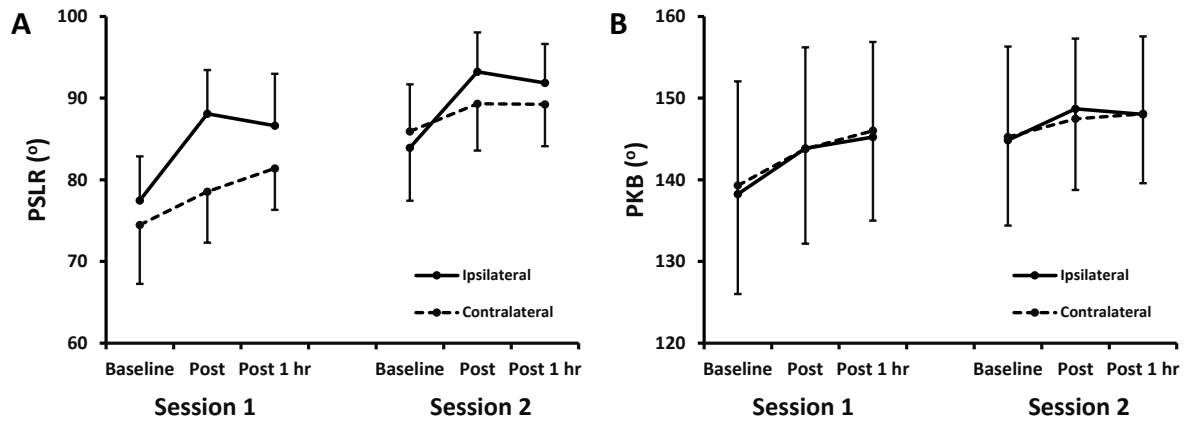 A
PSLR (º)
100
90
80
70
60
Ipsilateral
Contralateral
Baseline Post Post 1 hr Baseline Post Post 1 hr
Session 1 Session 2
B
PKB (º)
160
150
140
130
120
Ipsilateral
Contralateral
Baseline Post Post 1 hr Baseline Post Post 1 hr
Session 1 Session 2